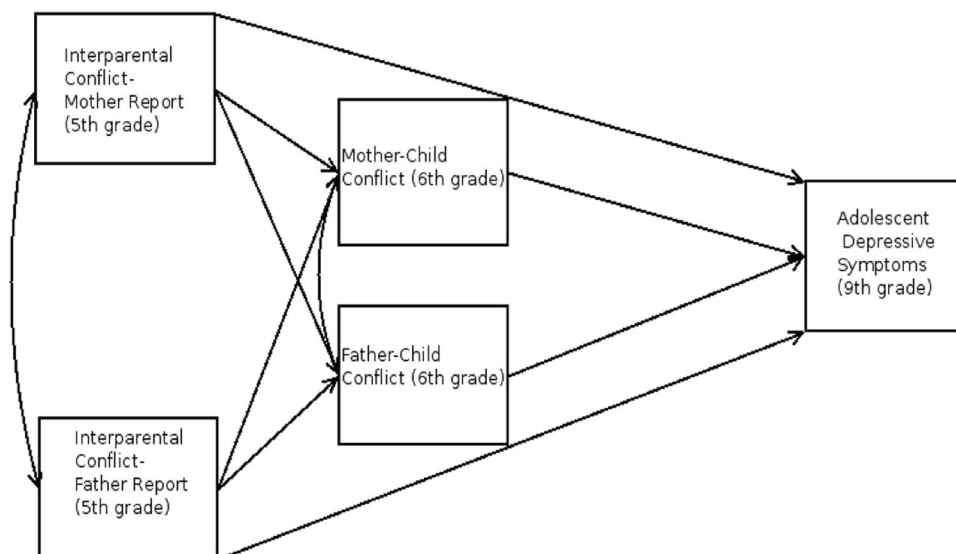 Interparental
Conflict-
Mother Report
(5th grade)
Mother-Child
Conflict (6th grade)
Adolescent
Depressive
Symptoms
(9th grade)
Father-Child
Conflict (6th grade)
Interparental
Conflict-
Father Report
(5th grade)